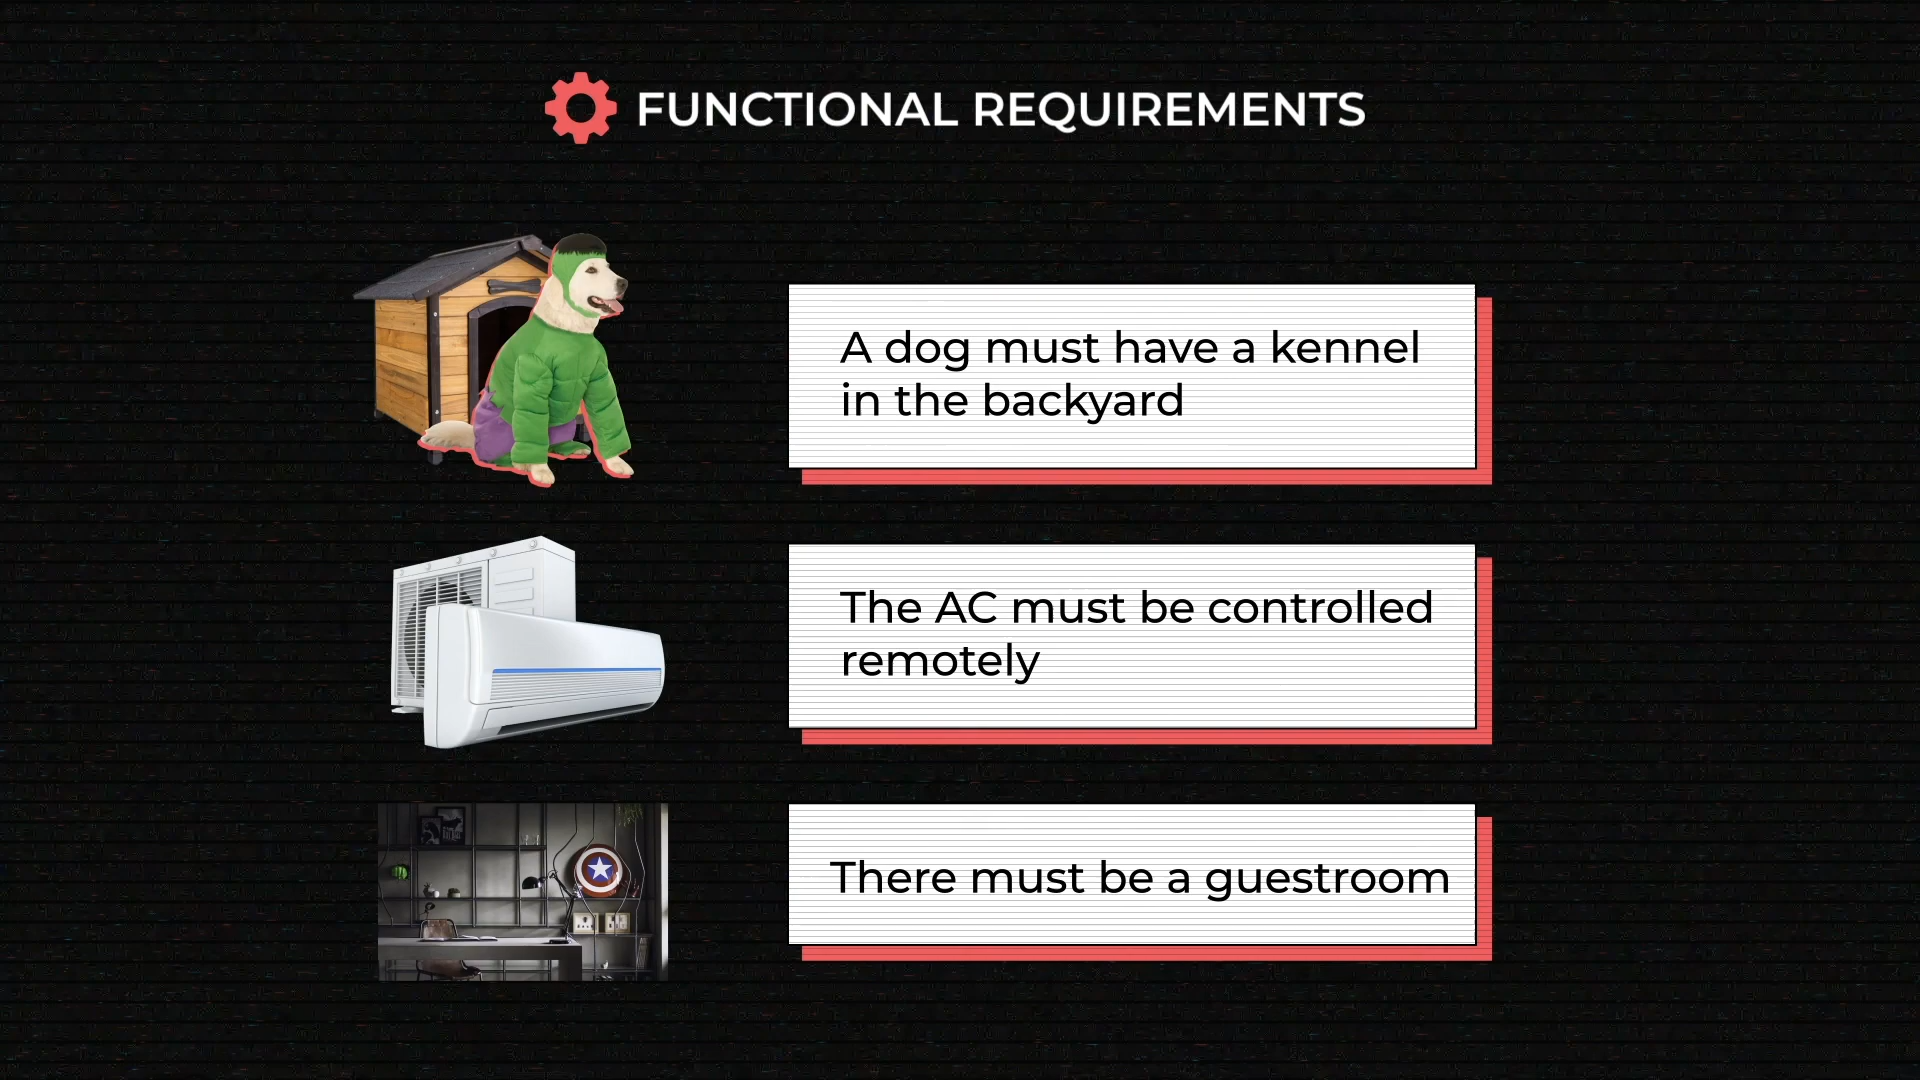 FUNCTIONAL REQUIREMENTS
A dog must have a kennel
in the backyard
The AC must be controlled
remotely
There must be a guestroom